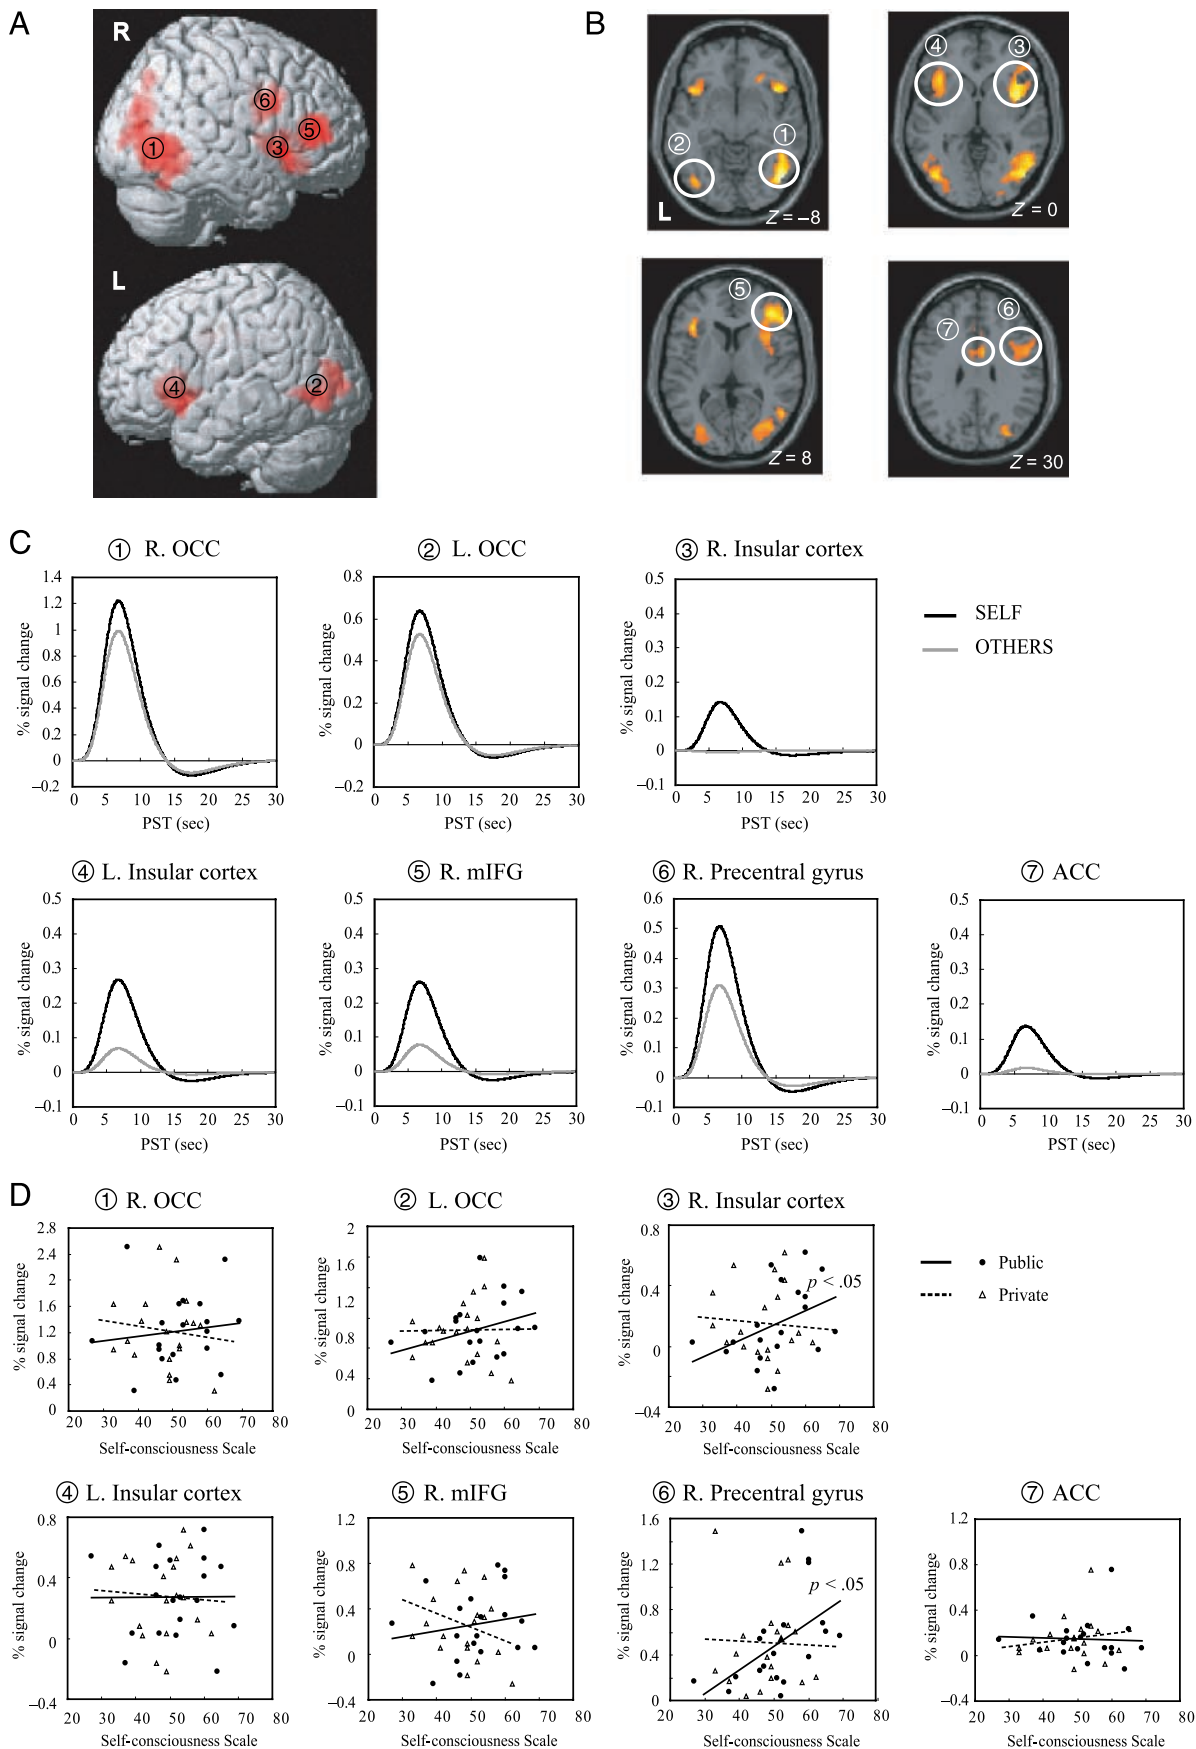 A
R
⑥
⑤
③
①
L
④
②
B
②
①
L
Z = −8
④
③
Z = 0
⑤
Z = 8
⑦
⑥
Z = 30
C
① R. OCC
% signal change
1.4
1.2
1
0.8
0.6
0.4
0.2
0
−0.2
0 5 10 15 20 25 30
PST (sec)
② L. OCC
% signal change
0.8
0.6
0.4
0.2
0
−0.2
0 5 10 15 20 25 30
PST (sec)
③ R. Insular cortex
% signal change
0.5
0.4
0.3
0.2
0.1
0
−0.1
0 5 10 15 20 25 30
PST (sec)
SELF
OTHERS
④ L. Insular cortex
% signal change
0.5
0.4
0.3
0.2
0.1
0
−0.1
0 5 10 15 20 25 30
PST (sec)
⑤ R. mIFG
% signal change
0.5
0.4
0.3
0.2
0.1
0
−0.1
0 5 10 15 20 25 30
PST (sec)
⑥ R. Precentral gyrus
% signal change
0.6
0.5
0.4
0.3
0.2
0.1
0
−0.1
0 5 10 15 20 25 30
PST (sec)
⑦ ACC
% signal change
0.5
0.4
0.3
0.2
0.1
0
−0.1
0 5 10 15 20 25 30
PST (sec)
D
① R. OCC
% signal change
2.8
2.4
2
1.6
1.2
0.8
0.4
0
20 30 40 50 60 70 80
Self-consciousness Scale
② L. OCC
% signal change
2
1.6
1.2
0.8
0.4
0
20 30 40 50 60 70 80
Self-consciousness Scale
③ R. Insular cortex
% signal change
0.8
0.4
0
−0.4
p < .05
20 30 40 50 60 70 80
Self-consciousness Scale
Public
Private
④ L. Insular cortex
% signal change
0.8
0.4
0
−0.4
20 30 40 50 60 70 80
Self-consciousness Scale
⑤ R. mIFG
% signal change
1.2
0.8
0.4
0
−0.4
20 30 40 50 60 70 80
Self-consciousness Scale
⑥ R. Precentral gyrus
% signal change
1.6
1.2
0.8
0.4
0
p < .05
20 30 40 50 60 70 80
Self-consciousness Scale
⑦ ACC
% signal change
1.2
0.8
0.4
0
−0.4
20 30 40 50 60 70 80
Self-consciousness Scale